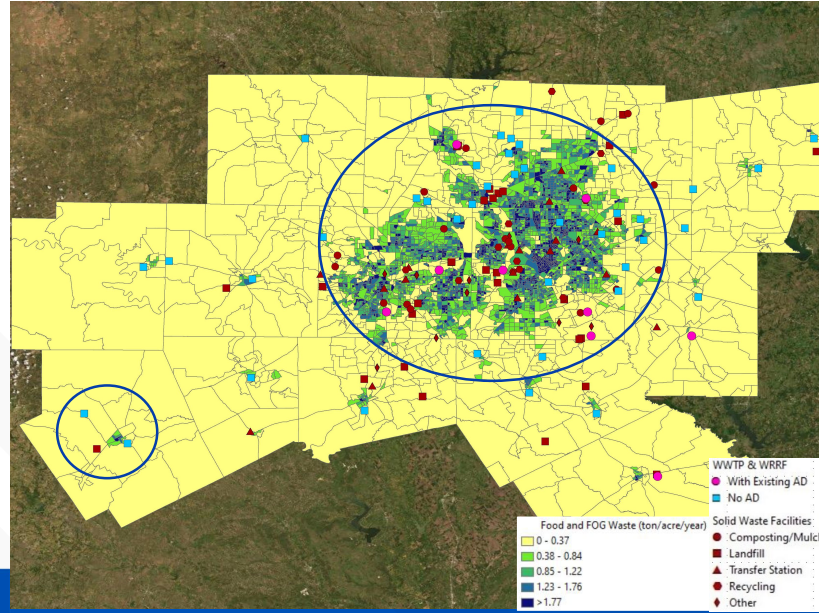 Food and FOG Waste (ton/acre/year)
0 - 0.37
0.38 - 0.84
0.85 - 1.22
1.23 - 1.76
>1.77
WWTP & WRRF
With Existing AD
No AD
Solid Waste Facilities
Composting/Mulc
Landfill
Transfer Station
Recycling
Other